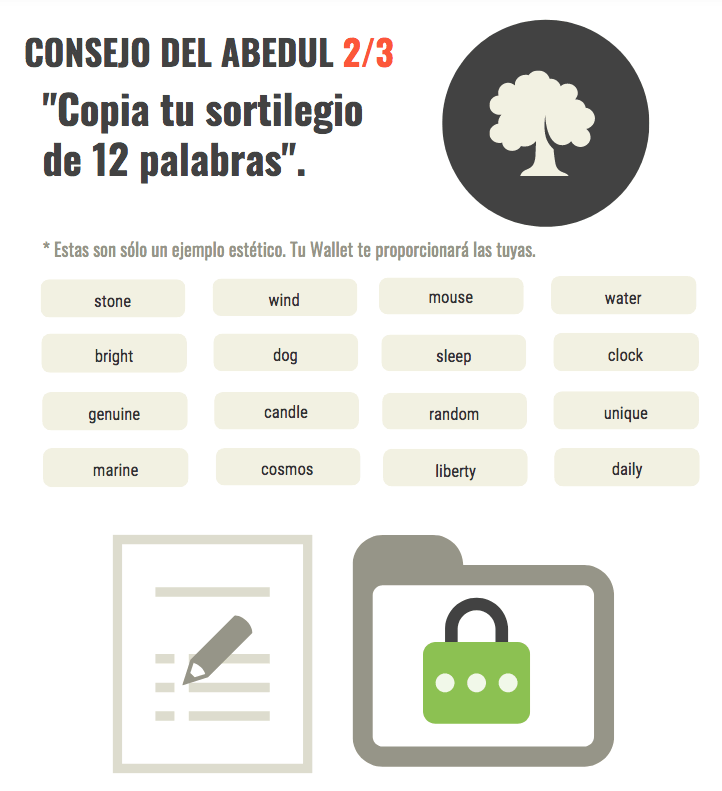 CONSEJO DEL ABEDUL 2/3
"Copia tu sortilegio
de 12 palabras".
* Estas son sólo un ejemplo estético. Tu Wallet te proporcionará las tuyas.
stone wind mouse water
bright dog sleep clock
genuine candle random unique
marine cosmos liberty daily